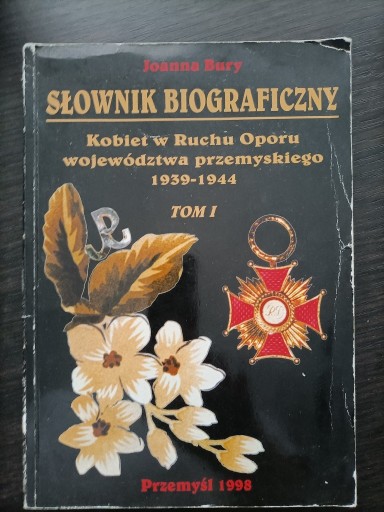 Joanna Bury
SŁOWNIK BIOGRAFICZNY
Kobiet w Ruchu Oporu
województwa przemyskiego
1939-1944
TOM I
Przemyśl 1998